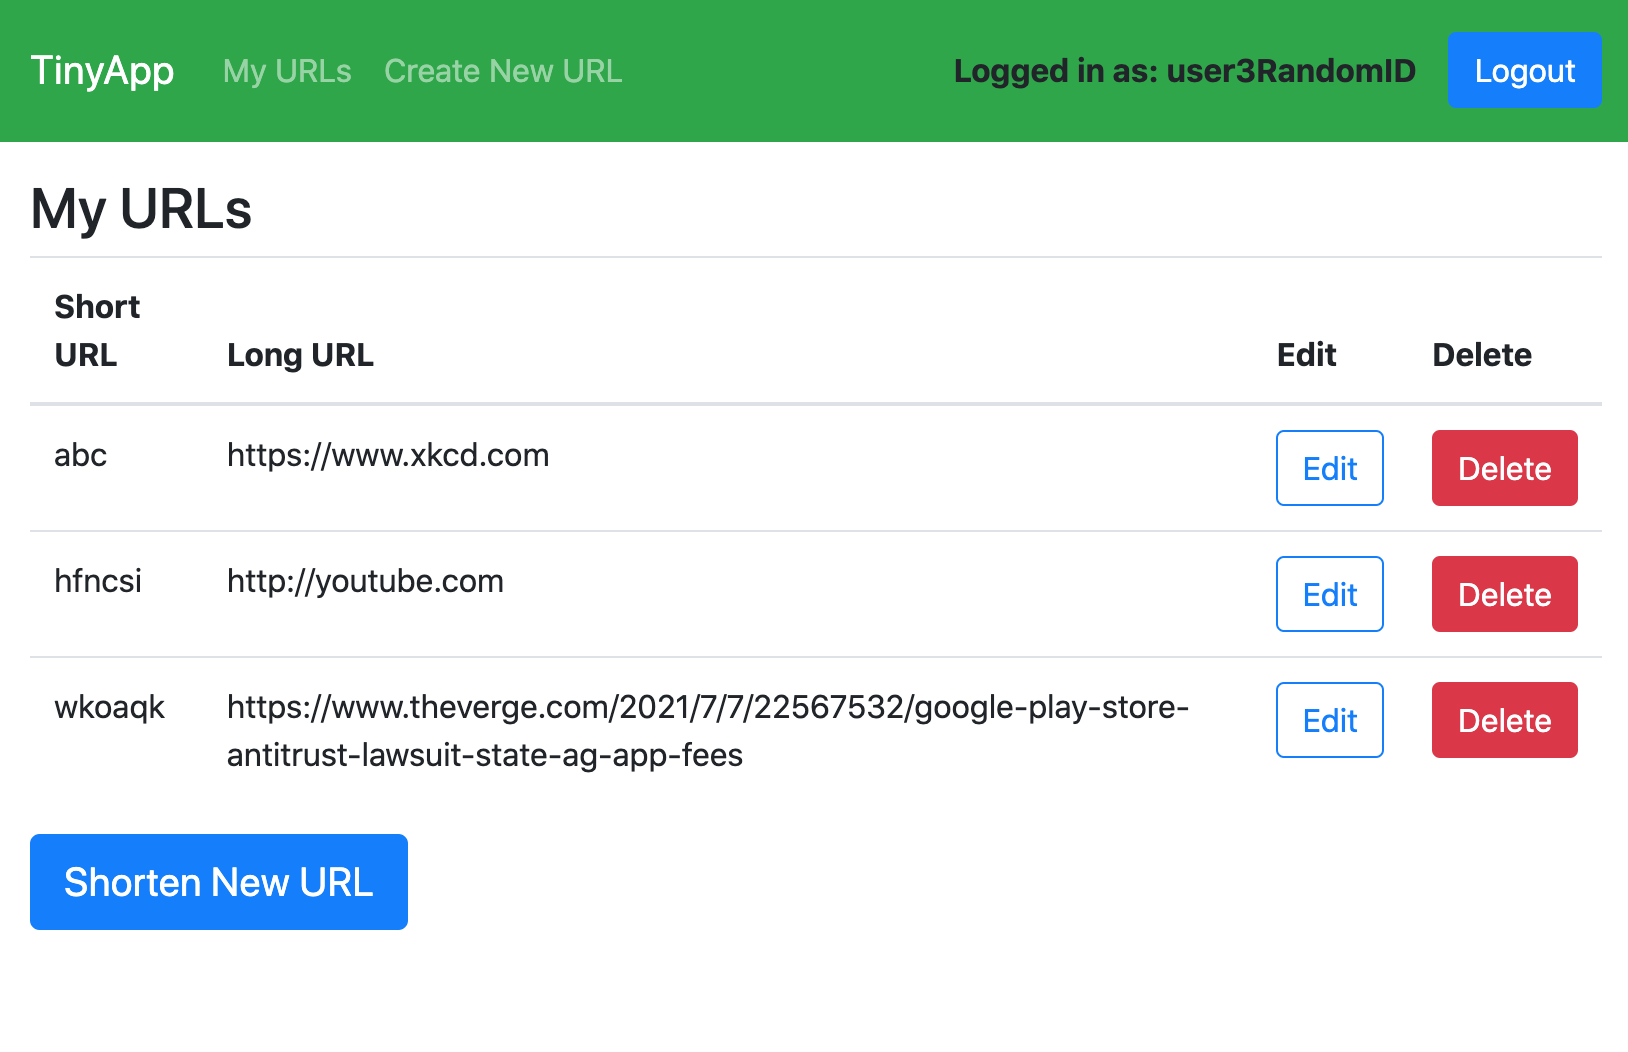 TinyApp My URLs Create New URL Logged in as: user3RandomID Logout
My URLs
Short
URL Long URL Edit Delete
abc https://www.xkcd.com Edit Delete
hfncsi http://youtube.com Edit Delete
wkoaqk https://www.theverge.com/2021/7/7/22567532/google-play-store- Edit Delete
antitrust-lawsuit-state-ag-app-fees
Shorten New URL